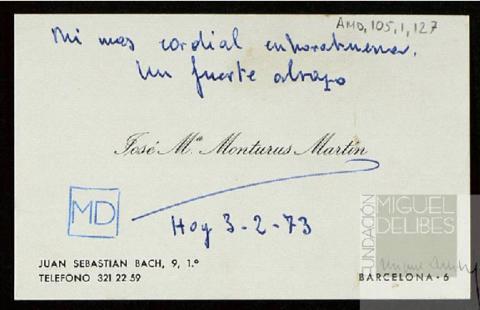 AMD, 105, 1, 127
Mi mas cordial enhorabuena.
Un fuerte abrazo
José Mª Monturus Martin
MD
Hoy 3-2-73
JUAN SEBASTIAN BACH, 9, 1.º
TELEFONO 321 22 59
BARCELONA - 6
FUNDACIÓN
MIGUEL
DELIBES